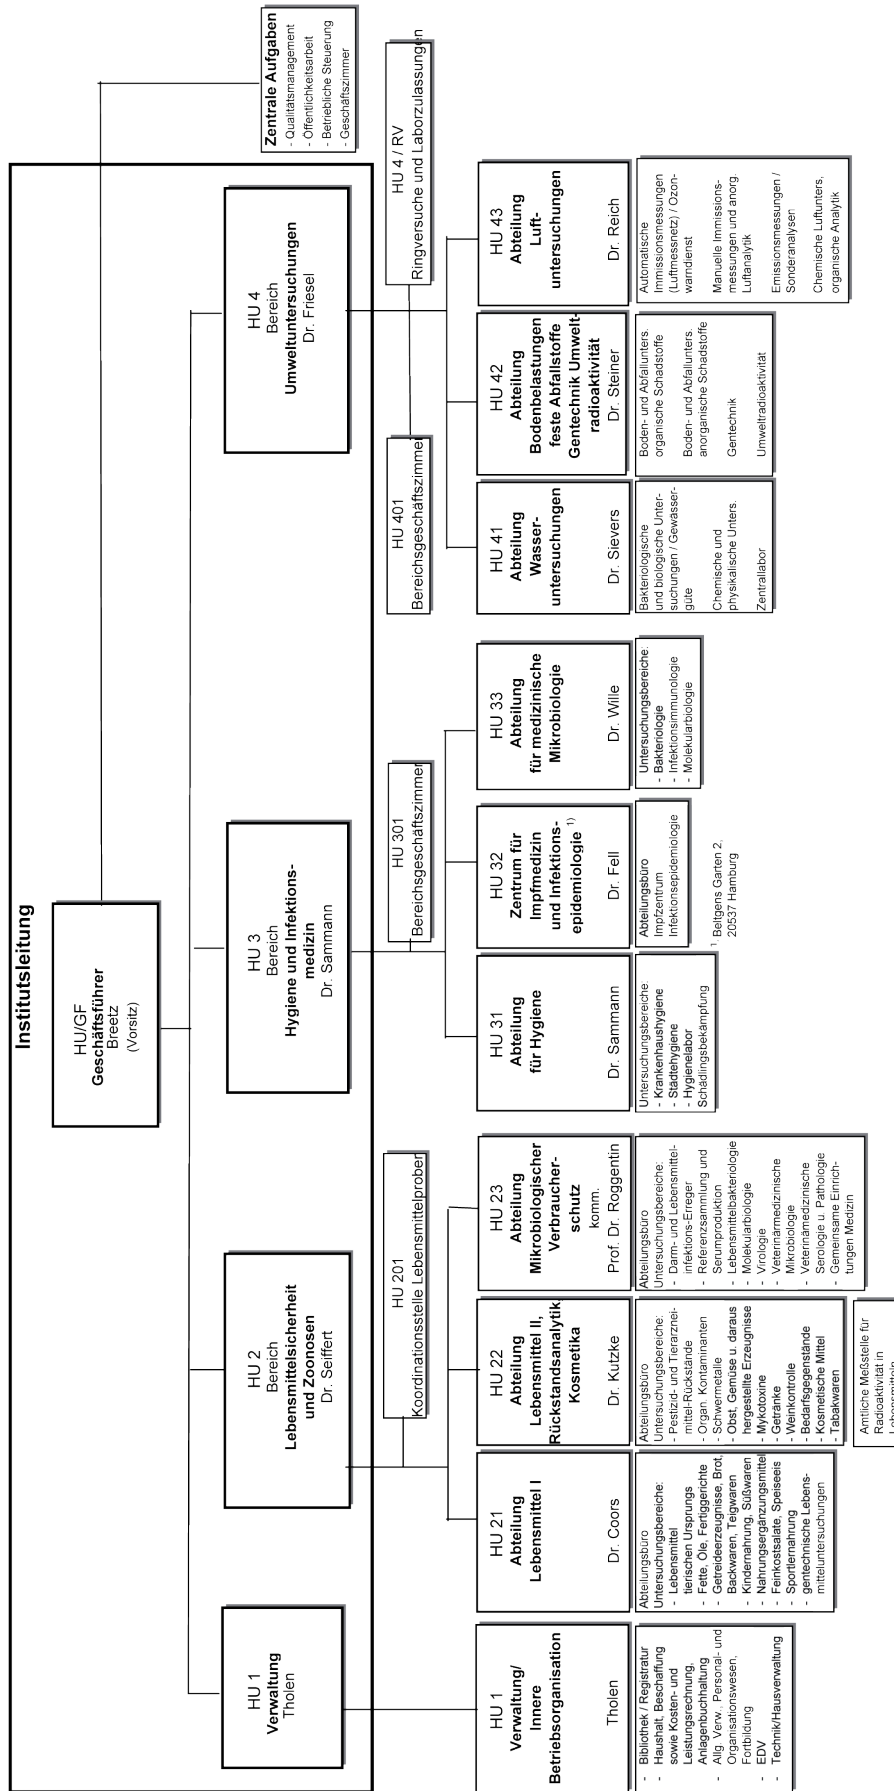 Institutsleitung
HU/GF
Geschäftsführer
Breetz
(Vorsitz)
Zentrale Aufgaben
- Qualitätsmanagement
- Öffentlichkeitsarbeit
- Betriebliche Steuerung
- Geschäftszimmer
HU 1
Verwaltung
Tholen
HU 2
Bereich
Lebensmittelsicherheit
und Zoonosen
Dr. Seiffert
HU 3
Bereich
Hygiene und Infektions-
medizin
Dr. Sammann
HU 4
Bereich
Umweltuntersuchungen
Dr. Friesel
HU 201
Koordinationsstelle Lebensmittelproben
HU 301
Bereichsgeschäftszimmer
HU 401
Bereichsgeschäftszimmer
HU 4 / RV
Ringversuche und Laborzulassungen
HU 1
Verwaltung/
Innere
Betriebsorganisation
Tholen
- Bibliothek / Registratur
- Haushalt, Beschaffung
sowie Kosten- und
Leistungsrechnung,
Anlagenbuchhaltung
- Allg. Verw., Personal- und
Organisationswesen,
Fortbildung
- EDV
- Technik/Hausverwaltung
HU 21
Abteilung
Lebensmittel I
Dr. Coors
Abteilungsbüro
Untersuchungsbereiche:
- Lebensmittel
tierischen Ursprungs
- Fette, Öle, Fertiggerichte
- Getreideerzeugnisse, Brot,
Backwaren, Teigwaren
- Kindernahrung, Süßwaren
- Nahrungsergänzungsmittel
- Feinkostsalate, Speiseeis
- Sportlernahrung
- gentechnische Lebens-
mitteluntersuchungen
HU 22
Abteilung
Lebensmittel II,
Rückstandsanalytik,
Kosmetika
Dr. Kutzke
Abteilungsbüro
Untersuchungsbereiche:
- Pestizid- und Tierarznei-
mittel-Rückstände
- Organ. Kontaminanten
- Schwermetalle
- Obst, Gemüse u. daraus
hergestellte Erzeugnisse
- Mykotoxine
- Getränke
- Weinkontrolle
- Bedarfsgegenstände
- Kosmetische Mittel
- Tabakwaren
Amtliche Meßstelle für
Radioaktivität in
Lebensmitteln
HU 23
Abteilung
Mikrobiologischer
Verbraucher-
schutz
komm.
Prof. Dr. Roggentin
Abteilungsbüro
Untersuchungsbereiche:
- Darm- und Lebensmittel-
infektions-Erreger
- Referenzsammlung und
Serumproduktion
- Lebensmittelbakteriologie
- Molekularbiologie
- Virologie
- Veterinärmedizinische
Mikrobiologie
- Veterinämedizinische
Serologie u. Pathologie
- Gemeinsame Einrich-
tungen Medizin
HU 31
Abteilung
für Hygiene
Dr. Sammann
Untersuchungsbereiche:
- Krankenhaushygiene
- Städtehygiene
- Hygienelabor
Schädlingsbekämpfung
HU 32
Zentrum für
Impfmedizin
und Infektions-
epidemiologie 1)
Dr. Fell
Abteilungsbüro
Impfzentrum
Infektionsepidemiologie
1. Beltgens Garten 2,
20537 Hamburg
HU 33
Abteilung
für medizinische
Mikrobiologie
Dr. Wille
Untersuchungsbereiche:
- Bakteriologie
- Infektionsimmunologie
- Molekularbiologie
HU 41
Abteilung
Wasser-
untersuchungen
Dr. Sievers
Bakteriologische
und biologische Unter-
suchungen / Gewässer-
güte
Chemische und
physikalische Unters.
Zentrallabor
HU 42
Abteilung
Bodenbelastungen
feste Abfallstoffe
Gentechnik Umwelt-
radioaktivität
Dr. Steiner
Boden- und Abfallunters.
organische Schadstoffe
Boden- und Abfallunters.
anorganische Schadstoffe
Gentechnik
Umweltradioaktivität
HU 43
Abteilung
Luft-
untersuchungen
Dr. Reich
Automatische
Immissionsmessungen
(Luftmessnetz) / Ozon-
warndienst
Manuelle Immissions-
messungen und anorg.
Luftanalytik
Emissionsmessungen /
Sonderanalysen
Chemische Luftunters,
organische Analytik